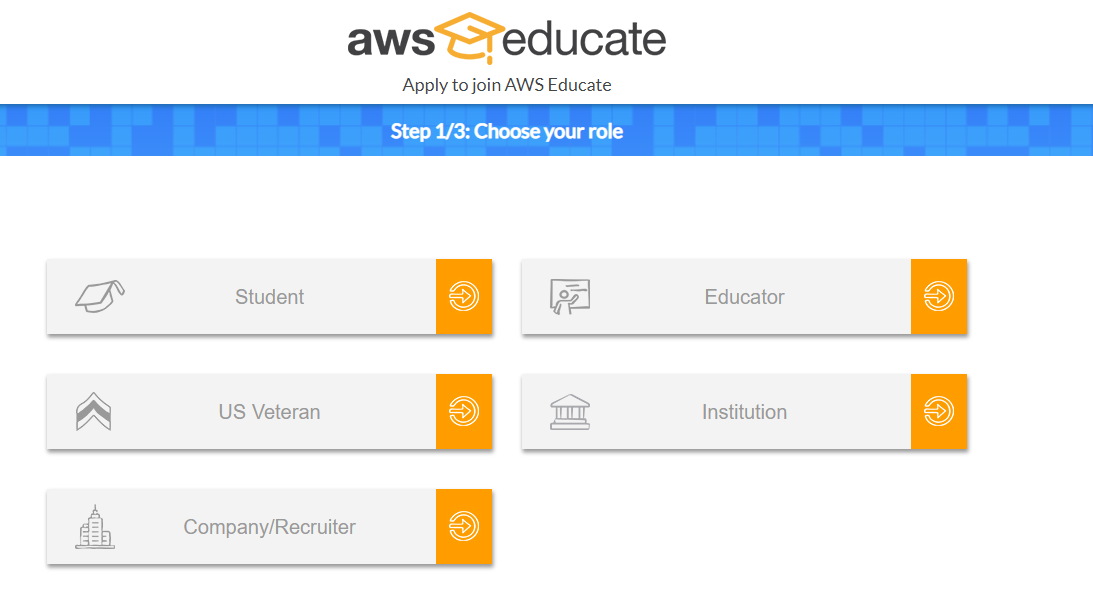 aws educate
Apply to join AWS Educate
Step 1/3: Choose your role
Student
Educator
US Veteran
Institution
Company/Recruiter